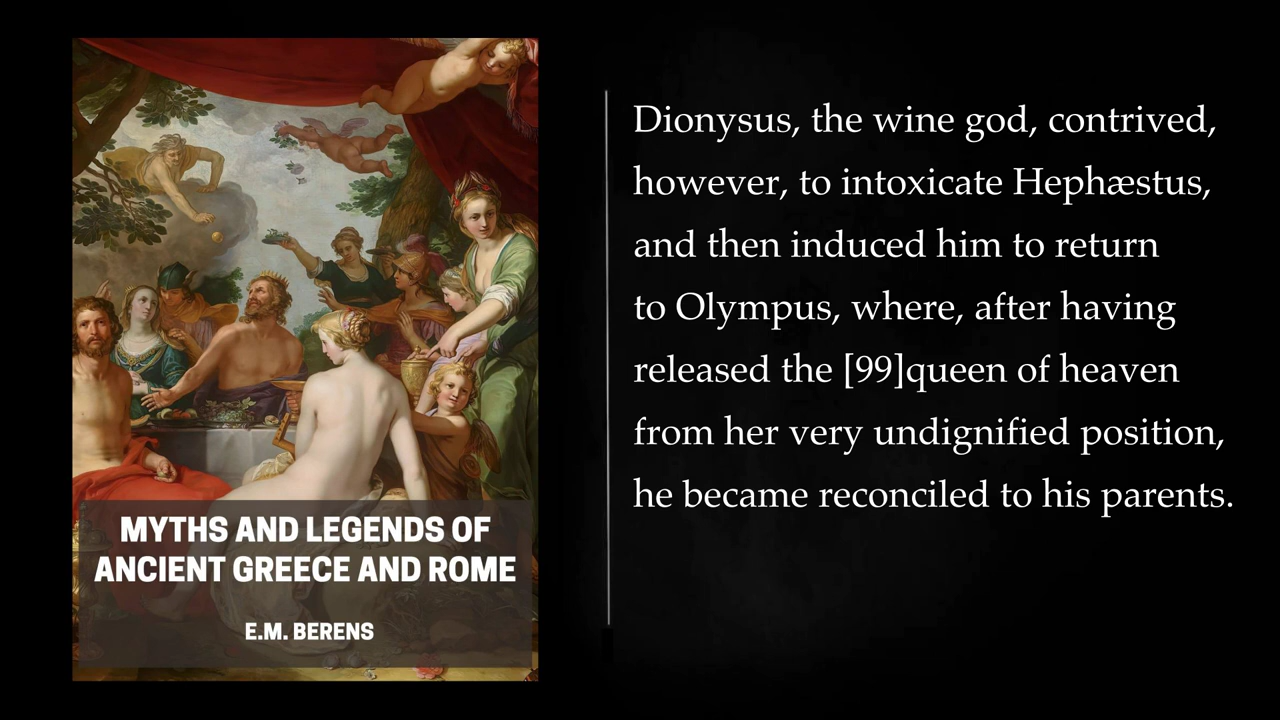 MYTHS AND LEGENDS OF
ANCIENT GREECE AND ROME
E.M. BERENS
Dionysus, the wine god, contrived,
however, to intoxicate Hephæstus,
and then induced him to return
to Olympus, where, after having
released the [99]queen of heaven
from her very undignified position,
he became reconciled to his parents.